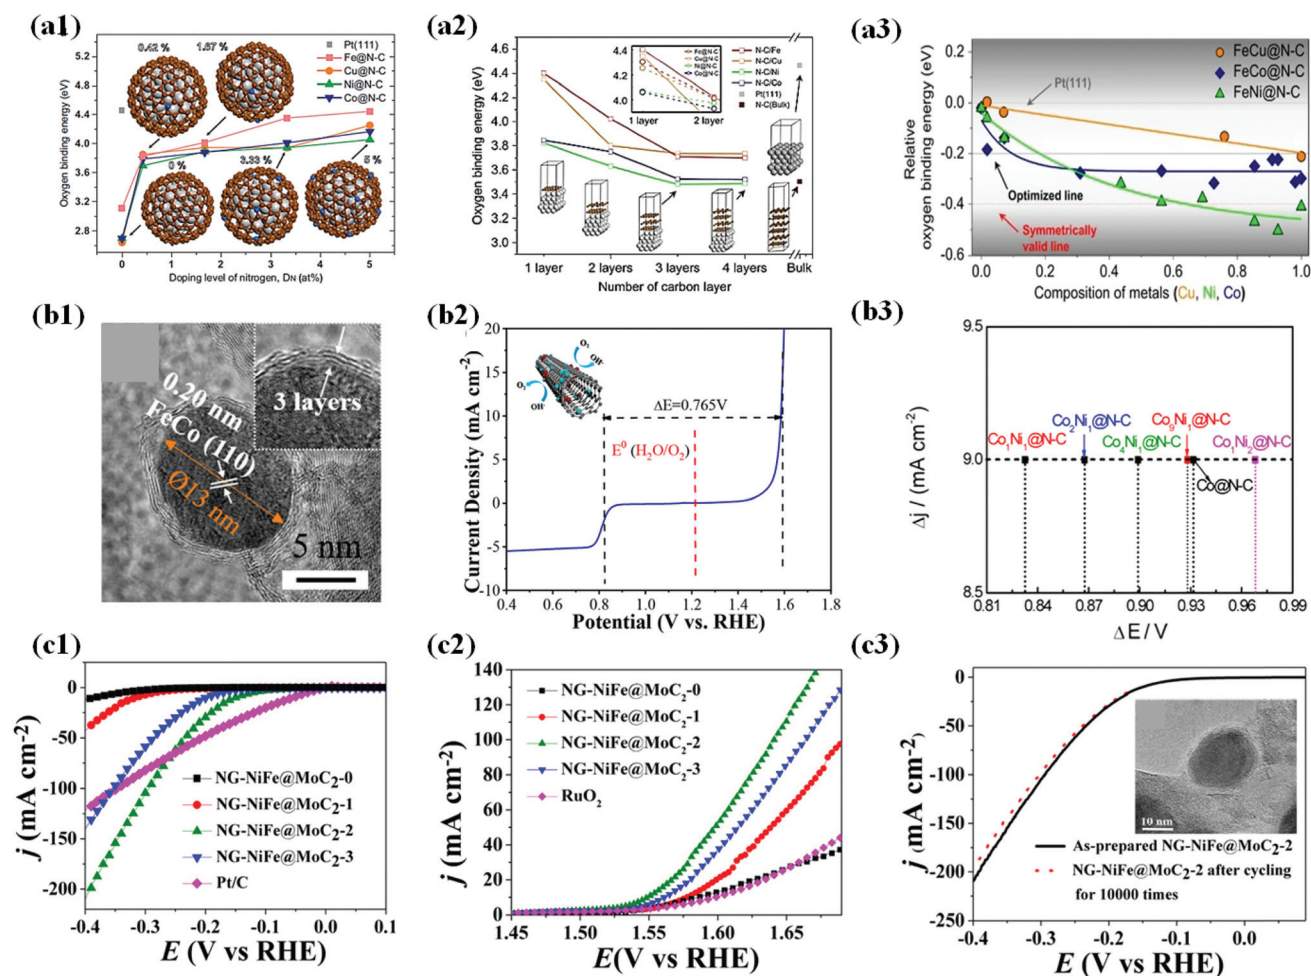 (a1)
Oxygen binding energy (eV)
4.8
4.4
4.0
3.6
3.2
2.8
0.42 %
1.67 %
0 %
3.33 %
5 %
Pt(111)
Fe@N-C
Cu@N-C
Ni@N-C
Co@N-C
0 1 2 3 4 5
Doping level of nitrogen, DN (at%)
(a2)
Oxygen binding energy (eV)
4.6
4.4
4.2
4.0
3.8
3.6
3.4
3.2
3.0
4.4
4.2
4.0
Fe@N-C
Cu@N-C
Ni@N-C
Co@N-C
1 layer 2 layer
N-C/Fe
N-C/Cu
N-C/Ni
N-C/Co
Pt(111)
N-C(Bulk)
1 layer 2 layers 3 layers 4 layers Bulk
Number of carbon layer
(a3)
Relative
oxygen binding energy (eV)
0.2
0.0
-0.2
-0.4
-0.6
FeCu@N-C
FeCo@N-C
FeNi@N-C
Pt(111)
Optimized line
Symmetrically
valid line
0.0 0.2 0.4 0.6 0.8 1.0
Composition of metals (Cu, Ni, Co)
(b1)
0.20 nm
FeCo (110)
Ø13 nm
3 layers
5 nm
(b2)
Current Density (mA cm⁻²)
20
15
10
5
0
-5
-10
O₂
OH⁻
O₂
OH⁻
ΔE=0.765V
E⁰ (H₂O/O₂)
0.4 0.6 0.8 1.0 1.2 1.4 1.6 1.8
Potential (V vs. RHE)
(b3)
Δj / (mA cm⁻²)
9.5
9.0
8.5
Co₁Ni₁@N-C
Co₂Ni₁@N-C
Co₄Ni₁@N-C
Co₉Ni₁@N-C
Co₁Ni₂@N-C
Co@N-C
0.81 0.84 0.87 0.90 0.93 0.96 0.99
ΔE / V
(c1)
j (mA cm⁻²)
0
-50
-100
-150
-200
NG-NiFe@MoC₂-0
NG-NiFe@MoC₂-1
NG-NiFe@MoC₂-2
NG-NiFe@MoC₂-3
Pt/C
-0.4 -0.3 -0.2 -0.1 -0.0 0.1
E (V vs RHE)
(c2)
j (mA cm⁻²)
140
120
100
80
60
40
20
0
NG-NiFe@MoC₂-0
NG-NiFe@MoC₂-1
NG-NiFe@MoC₂-2
NG-NiFe@MoC₂-3
RuO₂
1.45 1.50 1.55 1.60 1.65
E(V vs RHE)
(c3)
j (mA cm⁻²)
0
-50
-100
-150
-200
-250
10 nm
As-prepared NG-NiFe@MoC₂-2
NG-NiFe@MoC₂-2 after cycling
for 10000 times
-0.4 -0.3 -0.2 -0.1 0.0
E (V vs RHE)